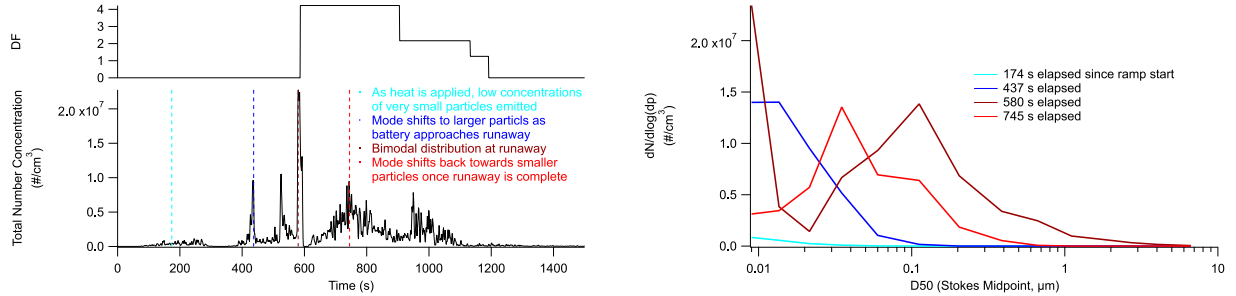 4
3
2
1
0
DF
2.0 x10⁷
1.5
1.0
0.5
0.0
Total Number Concentration
(#/cm³)
As heat is applied, low concentrations
of very small particles emitted
Mode shifts to larger particls as
battery approaches runaway
Bimodal distribution at runaway
Mode shifts back towards smaller
particles once runaway is complete
0
200
400
600
800
1000
1200
1400
Time (s)
2.0 x10⁷
1.5
1.0
0.5
0.0
dN/dlog(dp)
(#/cm³)
174 s elapsed since ramp start
437 s elapsed
580 s elapsed
745 s elapsed
0.01
0.1
1
10
D50 (Stokes Midpoint, µm)